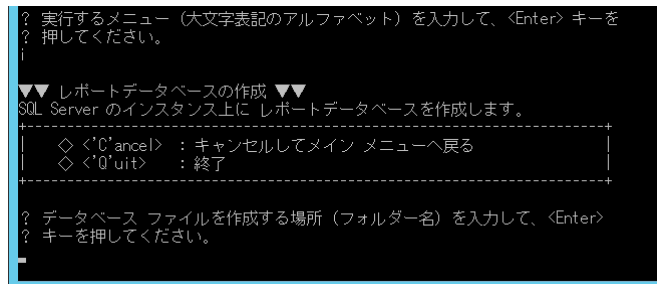 ? 実行するメニュー（大文字表記のアルファベット）を入力して、<Enter> キーを
? 押してください。
i
▼▼ レポートデータベースの作成 ▼▼
SQL Server のインスタンス上に レポートデータベースを作成します。
+----------------------------------------------------------------------+
| ◇ <'C'ancel> : キャンセルしてメイン メニューへ戻る |
| ◇ <'Q'uit> : 終了 |
+----------------------------------------------------------------------+
? データベース ファイルを作成する場所（フォルダー名）を入力して、<Enter>
? キーを押してください。